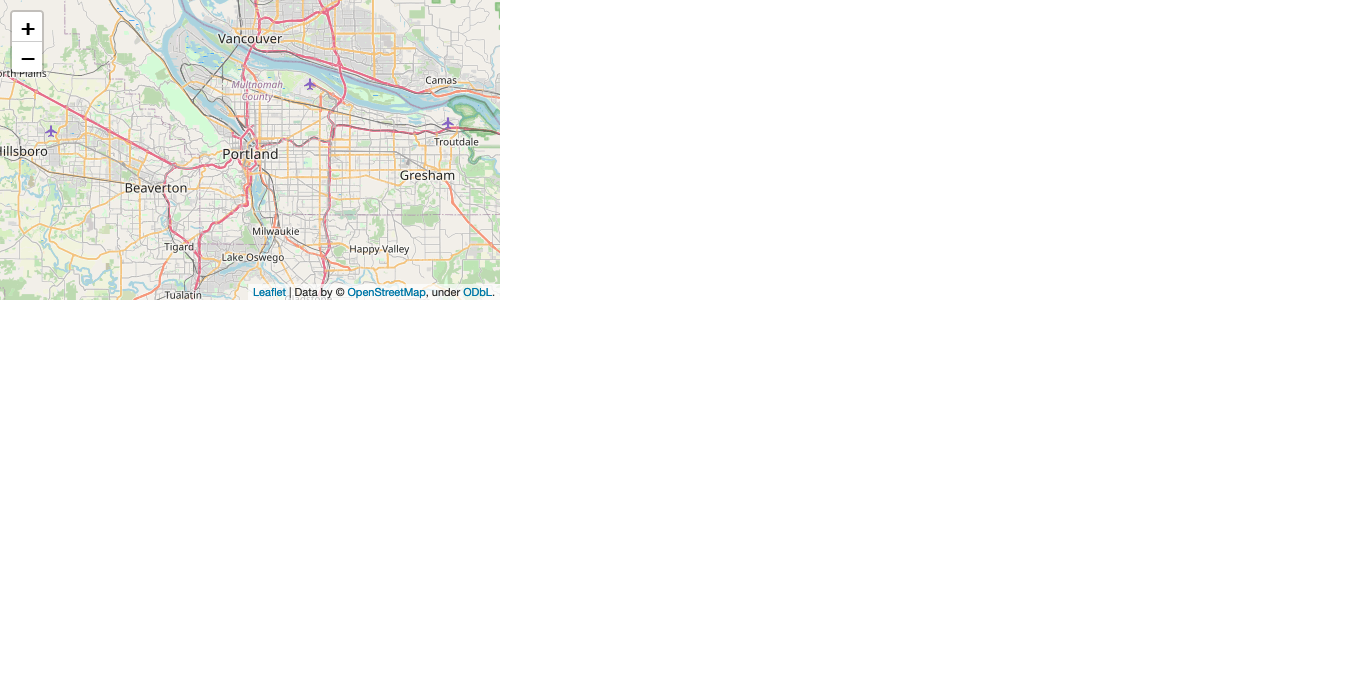 +
Vancouver
−
orth Plains
Camas
Multnomah
County
Troutdale
Hillsboro
Portland
Gresham
Beaverton
Milwaukie
Tigard
Happy Valley
Lake Oswego
Tualatin
Leaflet | Data by © OpenStreetMap, under ODbL.